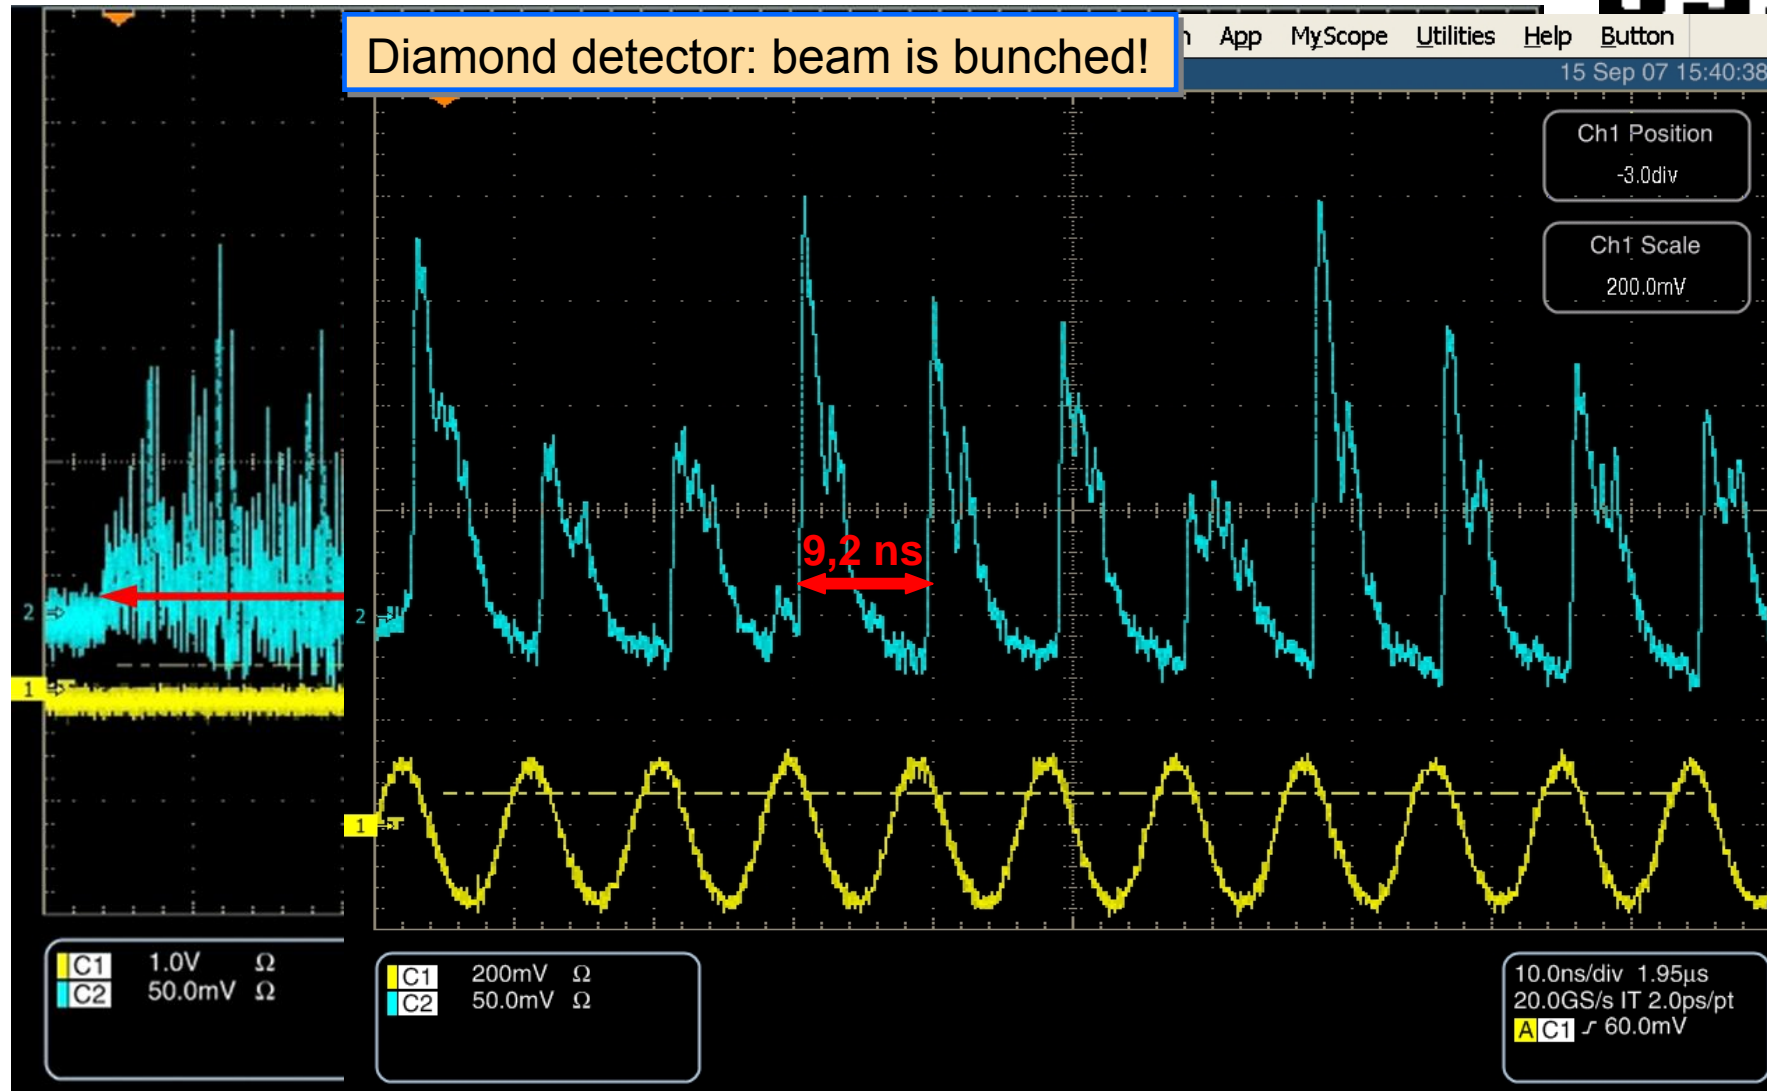 Diamond detector: beam is bunched!
App MyScope Utilities Help Button
15 Sep 07 15:40:38
Ch1 Position
-3.0div
Ch1 Scale
200.0mV
9,2 ns
2
2
1
1
C1 1.0V Ω
C2 50.0mV Ω
C1 200mV Ω
C2 50.0mV Ω
10.0ns/div 1.95µs
20.0GS/s IT 2.0ps/pt
A C1 60.0mV